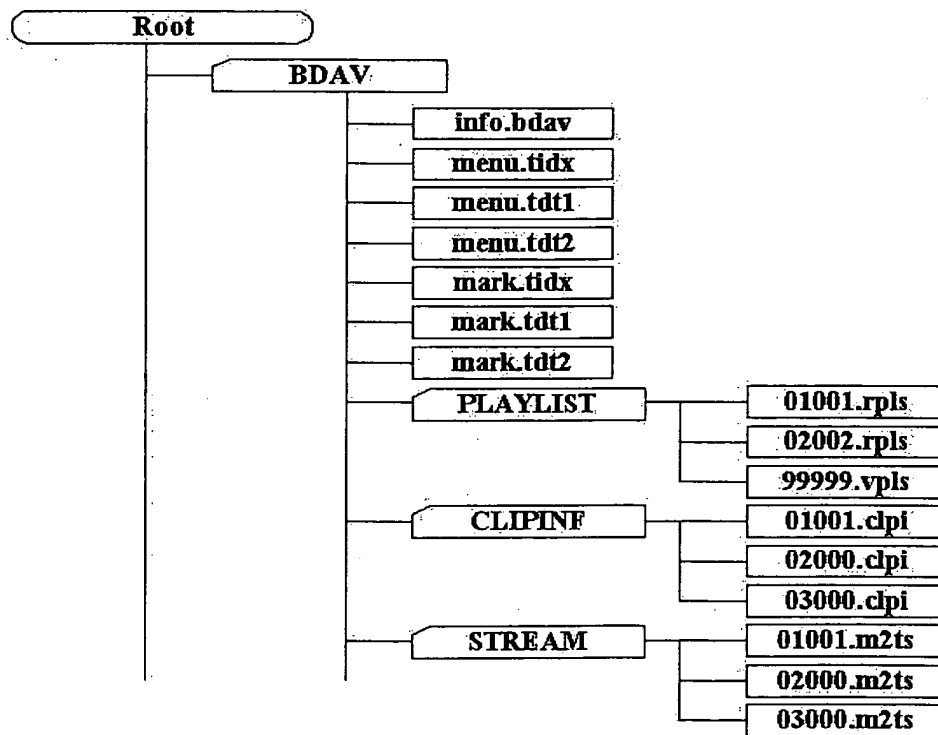 Root
BDAV
info.bdav
menu.tidx
menu.tdt1
menu.tdt2
mark.tidx
mark.tdt1
mark.tdt2
PLAYLIST
01001.rpls
02002.rpls
99999.vpls
CLIPINF
01001.clpi
02000.clpi
03000.clpi
STREAM
01001.m2ts
02000.m2ts
03000.m2ts